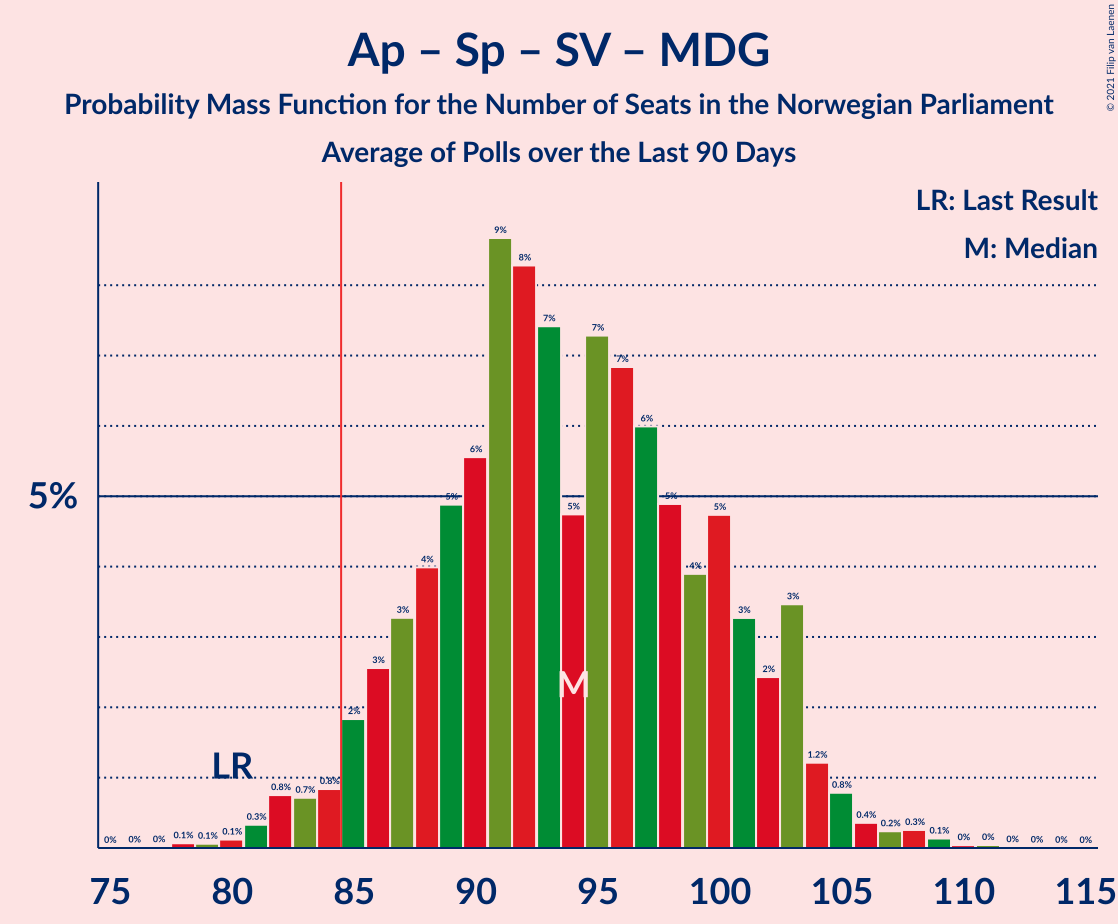 Ap – Sp – SV – MDG
Probability Mass Function for the Number of Seats in the Norwegian Parliament
Average of Polls over the Last 90 Days
© 2021 Filip van Laenen
LR: Last Result
M: Median
5%
LR
M
0% 0% 0% 0.1% 0.1% 0.1% 0.3% 0.8% 0.7% 0.8% 2% 3% 3% 4% 5% 6% 9% 8% 7% 5% 7% 7% 6% 5% 4% 5% 3% 2% 3% 1.2% 0.8% 0.4% 0.2% 0.3% 0.1% 0% 0% 0% 0% 0% 0%
75 80 85 90 95 100 105 110 115